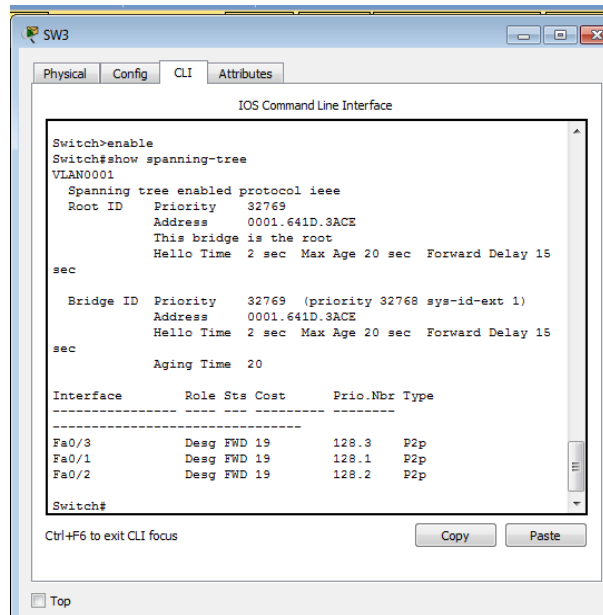 SW3
Physical Config CLI Attributes
IOS Command Line Interface
Switch>enable
Switch#show spanning-tree
VLAN0001
  Spanning tree enabled protocol ieee
  Root ID    Priority    32769
             Address     0001.641D.3ACE
             This bridge is the root
             Hello Time  2 sec  Max Age 20 sec  Forward Delay 15
sec
  Bridge ID  Priority    32769  (priority 32768 sys-id-ext 1)
             Address     0001.641D.3ACE
             Hello Time  2 sec  Max Age 20 sec  Forward Delay 15
sec
             Aging Time  20
Interface        Role Sts Cost      Prio.Nbr Type
---------------- ---- --- --------- --------
--------------------------------
Fa0/3            Desg FWD 19        128.3    P2p
Fa0/1            Desg FWD 19        128.1    P2p
Fa0/2            Desg FWD 19        128.2    P2p
Switch#
Ctrl+F6 to exit CLI focus Copy Paste
Top